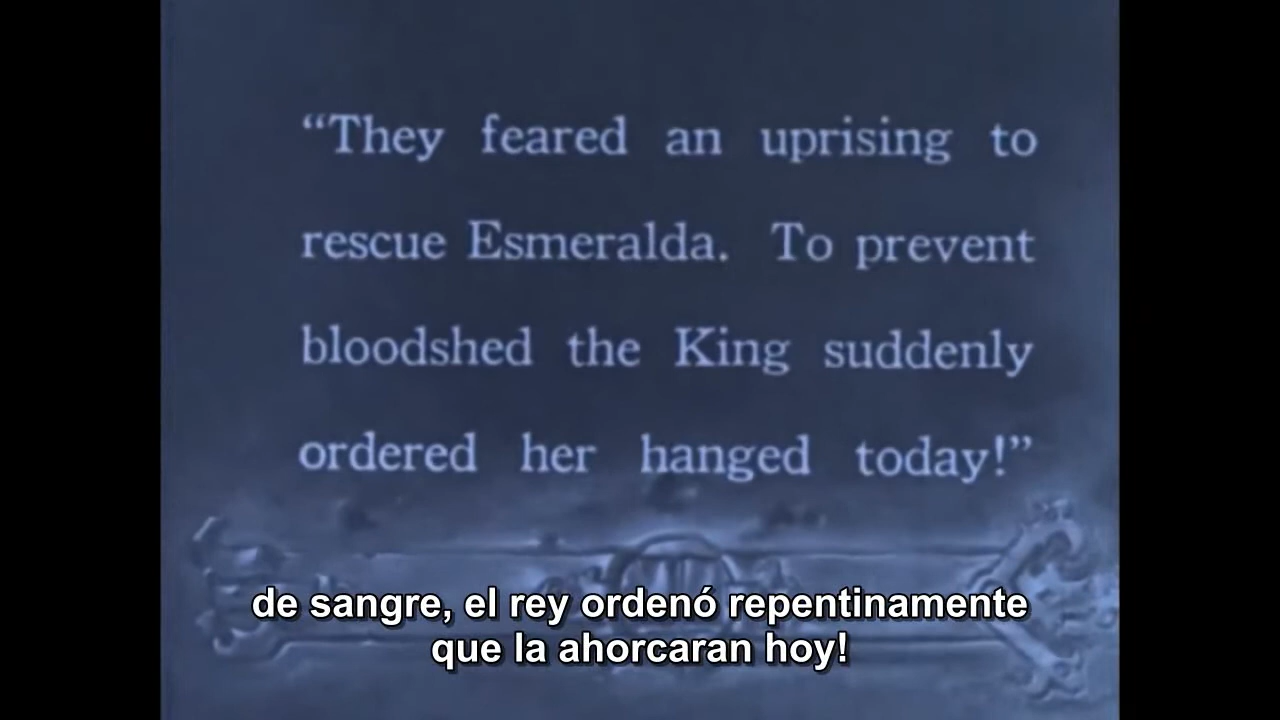 “They feared an uprising to
rescue Esmeralda. To prevent
bloodshed the King suddenly
ordered her hanged today!”
de sangre, el rey ordenó repentinamente
que la ahorcaran hoy!